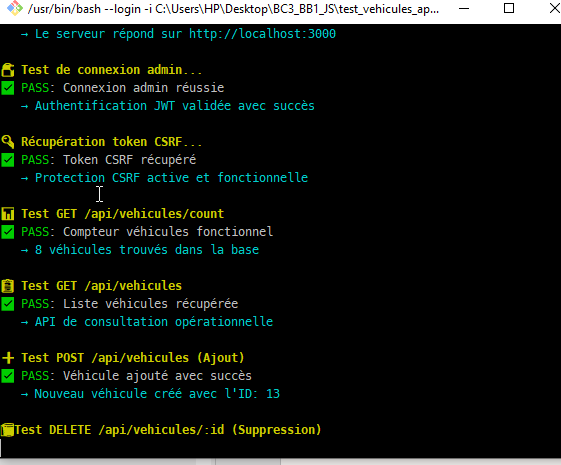 /usr/bin/bash --login -i C:\Users\HP\Desktop\BC3_BB1_JS\test_vehicules_ap...
→ Le serveur répond sur http://localhost:3000
Test de connexion admin...
PASS: Connexion admin réussie
→ Authentification JWT validée avec succès
Récupération token CSRF...
PASS: Token CSRF récupéré
→ Protection CSRF active et fonctionnelle
Test GET /api/vehicules/count
PASS: Compteur véhicules fonctionnel
→ 8 véhicules trouvés dans la base
Test GET /api/vehicules
PASS: Liste véhicules récupérée
→ API de consultation opérationnelle
Test POST /api/vehicules (Ajout)
PASS: Véhicule ajouté avec succès
→ Nouveau véhicule créé avec l'ID: 13
Test DELETE /api/vehicules/:id (Suppression)